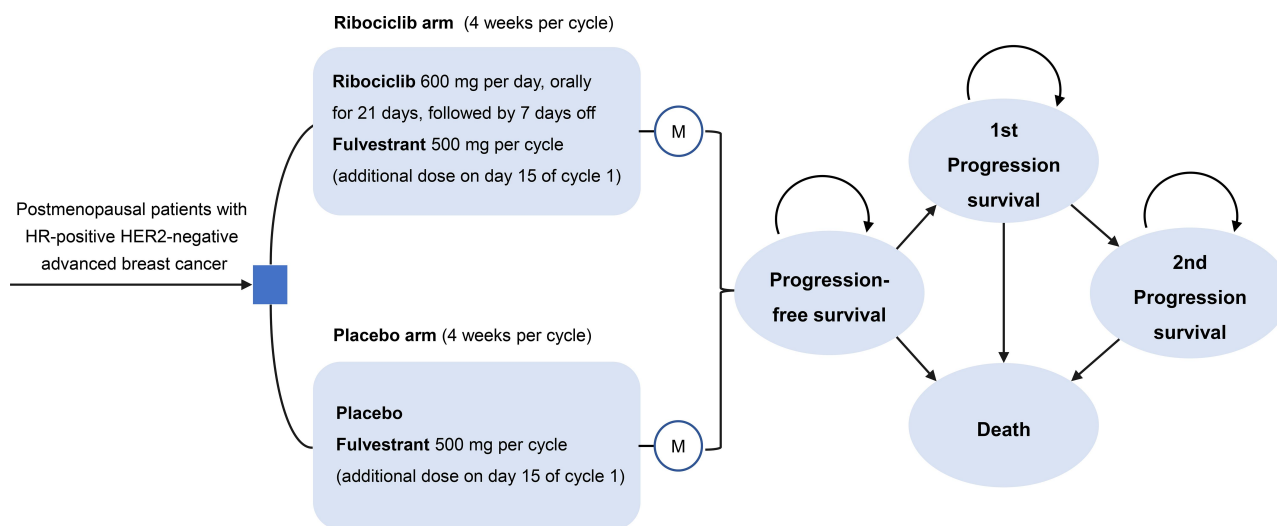 Ribociclib arm (4 weeks per cycle)
Ribociclib 600 mg per day, orally
for 21 days, followed by 7 days off
Fulvestrant 500 mg per cycle
(additional dose on day 15 of cycle 1)
M
Postmenopausal patients with
HR-positive HER2-negative
advanced breast cancer
Placebo arm (4 weeks per cycle)
Placebo
Fulvestrant 500 mg per cycle
(additional dose on day 15 of cycle 1)
M
Progression-
free survival
1st
Progression
survival
2nd
Progression
survival
Death